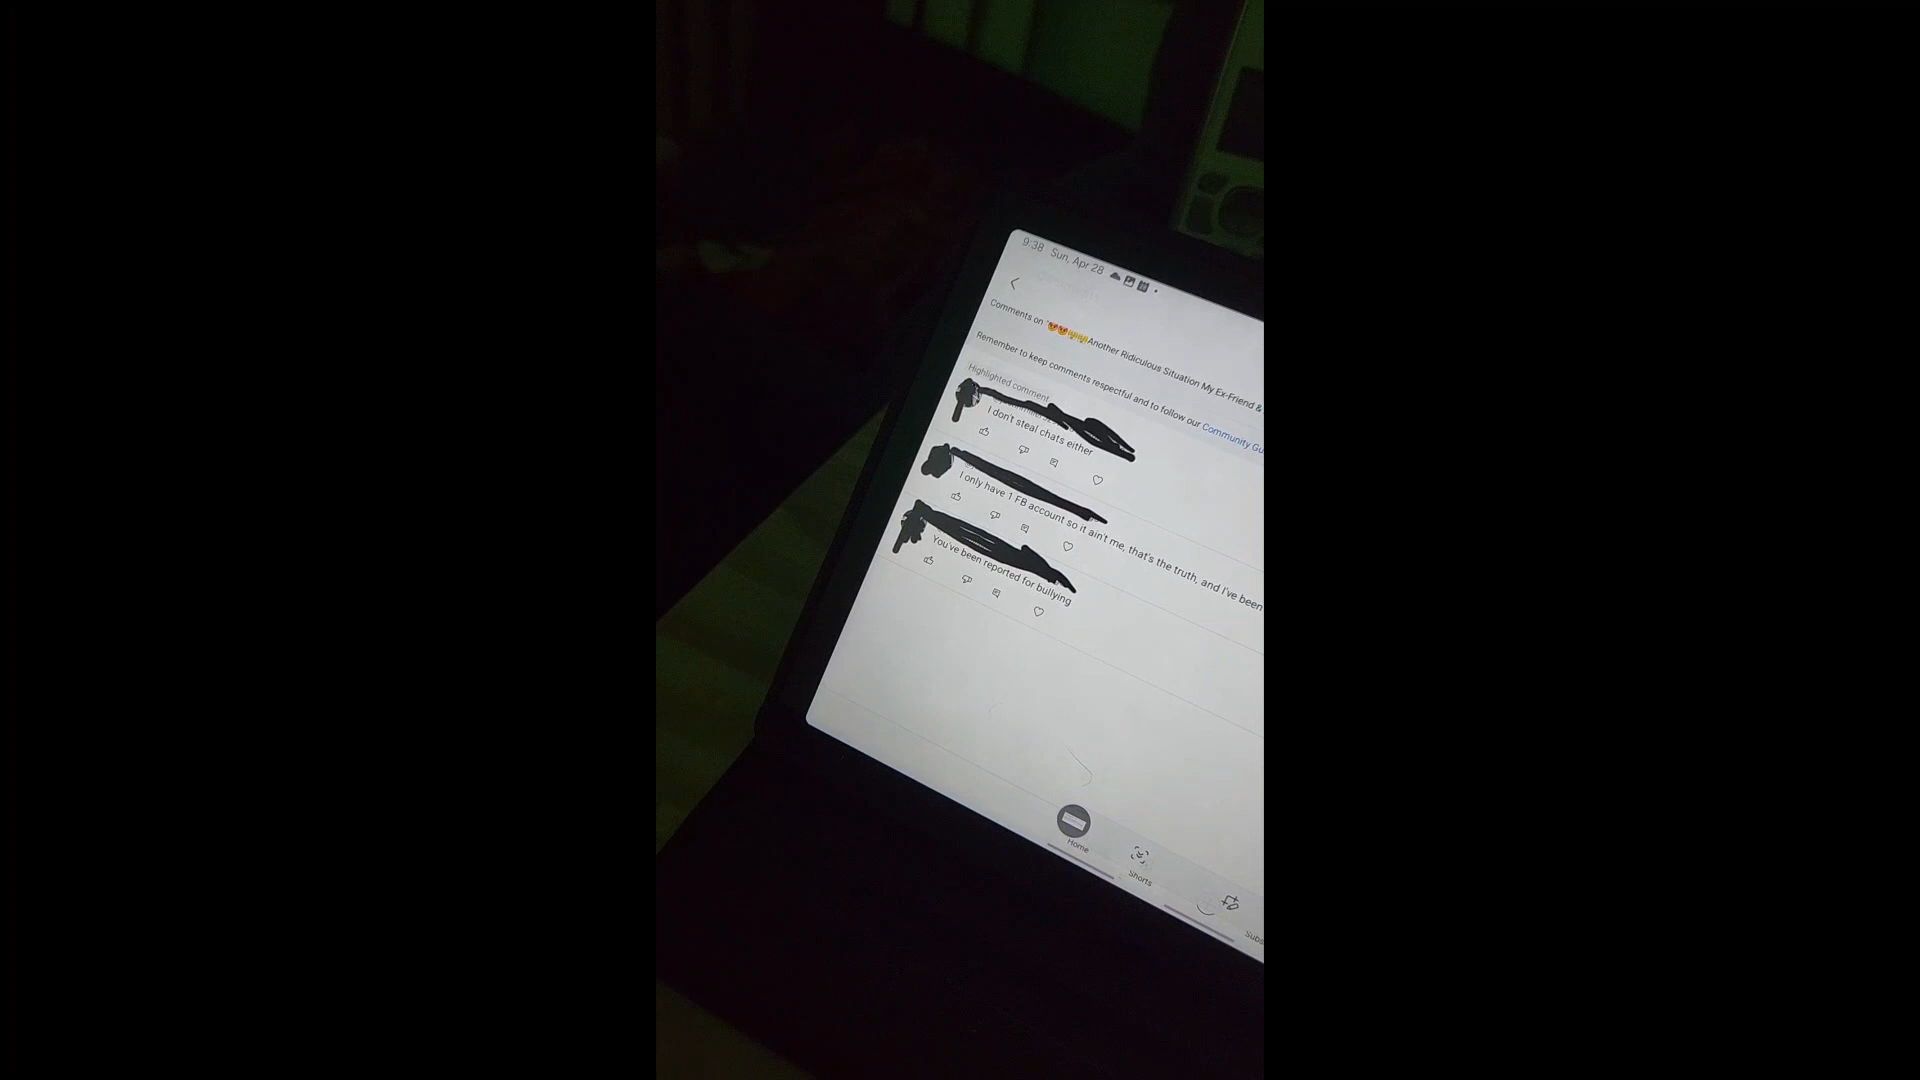 9:38 Sun, Apr 28
Comments on "😡😡🤬🤬Another Ridiculous Situation My Ex-Friend &
Remember to keep comments respectful and to follow our Community Gu
Highlighted comment
I don't steal chats either
I only have 1 FB account so it ain't me, that's the truth, and I've been
You've been reported for bullying
Home
Shorts
Subs